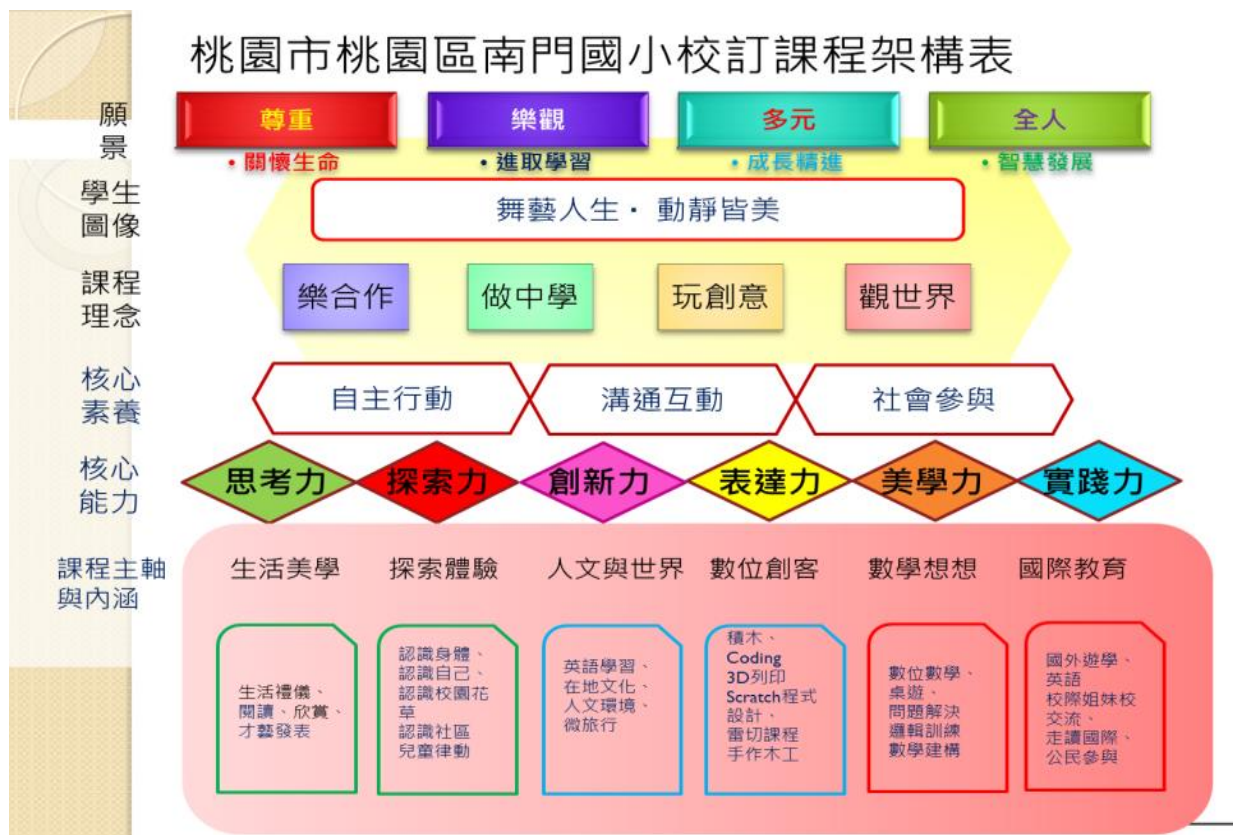 桃園市桃園區南門國小校訂課程架構表
願景
尊重
樂觀
多元
全人
•關懷生命
•進取學習
•成長精進
•智慧發展
學生
圖像
舞藝人生‧ 動靜皆美
課程
理念
樂合作
做中學
玩創意
觀世界
核心
素養
自主行動
溝通互動
社會參與
核心
能力
思考力
探索力
創新力
表達力
美學力
實踐力
課程主軸
與內涵
生活美學
探索體驗
人文與世界
數位創客
數學想想
國際教育
生活禮儀、
閱讀、欣賞、
才藝發表
認識身體、
認識自己、
認識校園花
草
認識社區
兒童律動
英語學習、
在地文化、
人文環境、
微旅行
積木、
Coding
3D列印
Scratch程式
設計、
雷切課程
手作木工
數位數學、
桌遊、
問題解決
邏輯訓練
數學建構
國外遊學、
英語
校際姐妹校
交流、
走讀國際、
公民參與